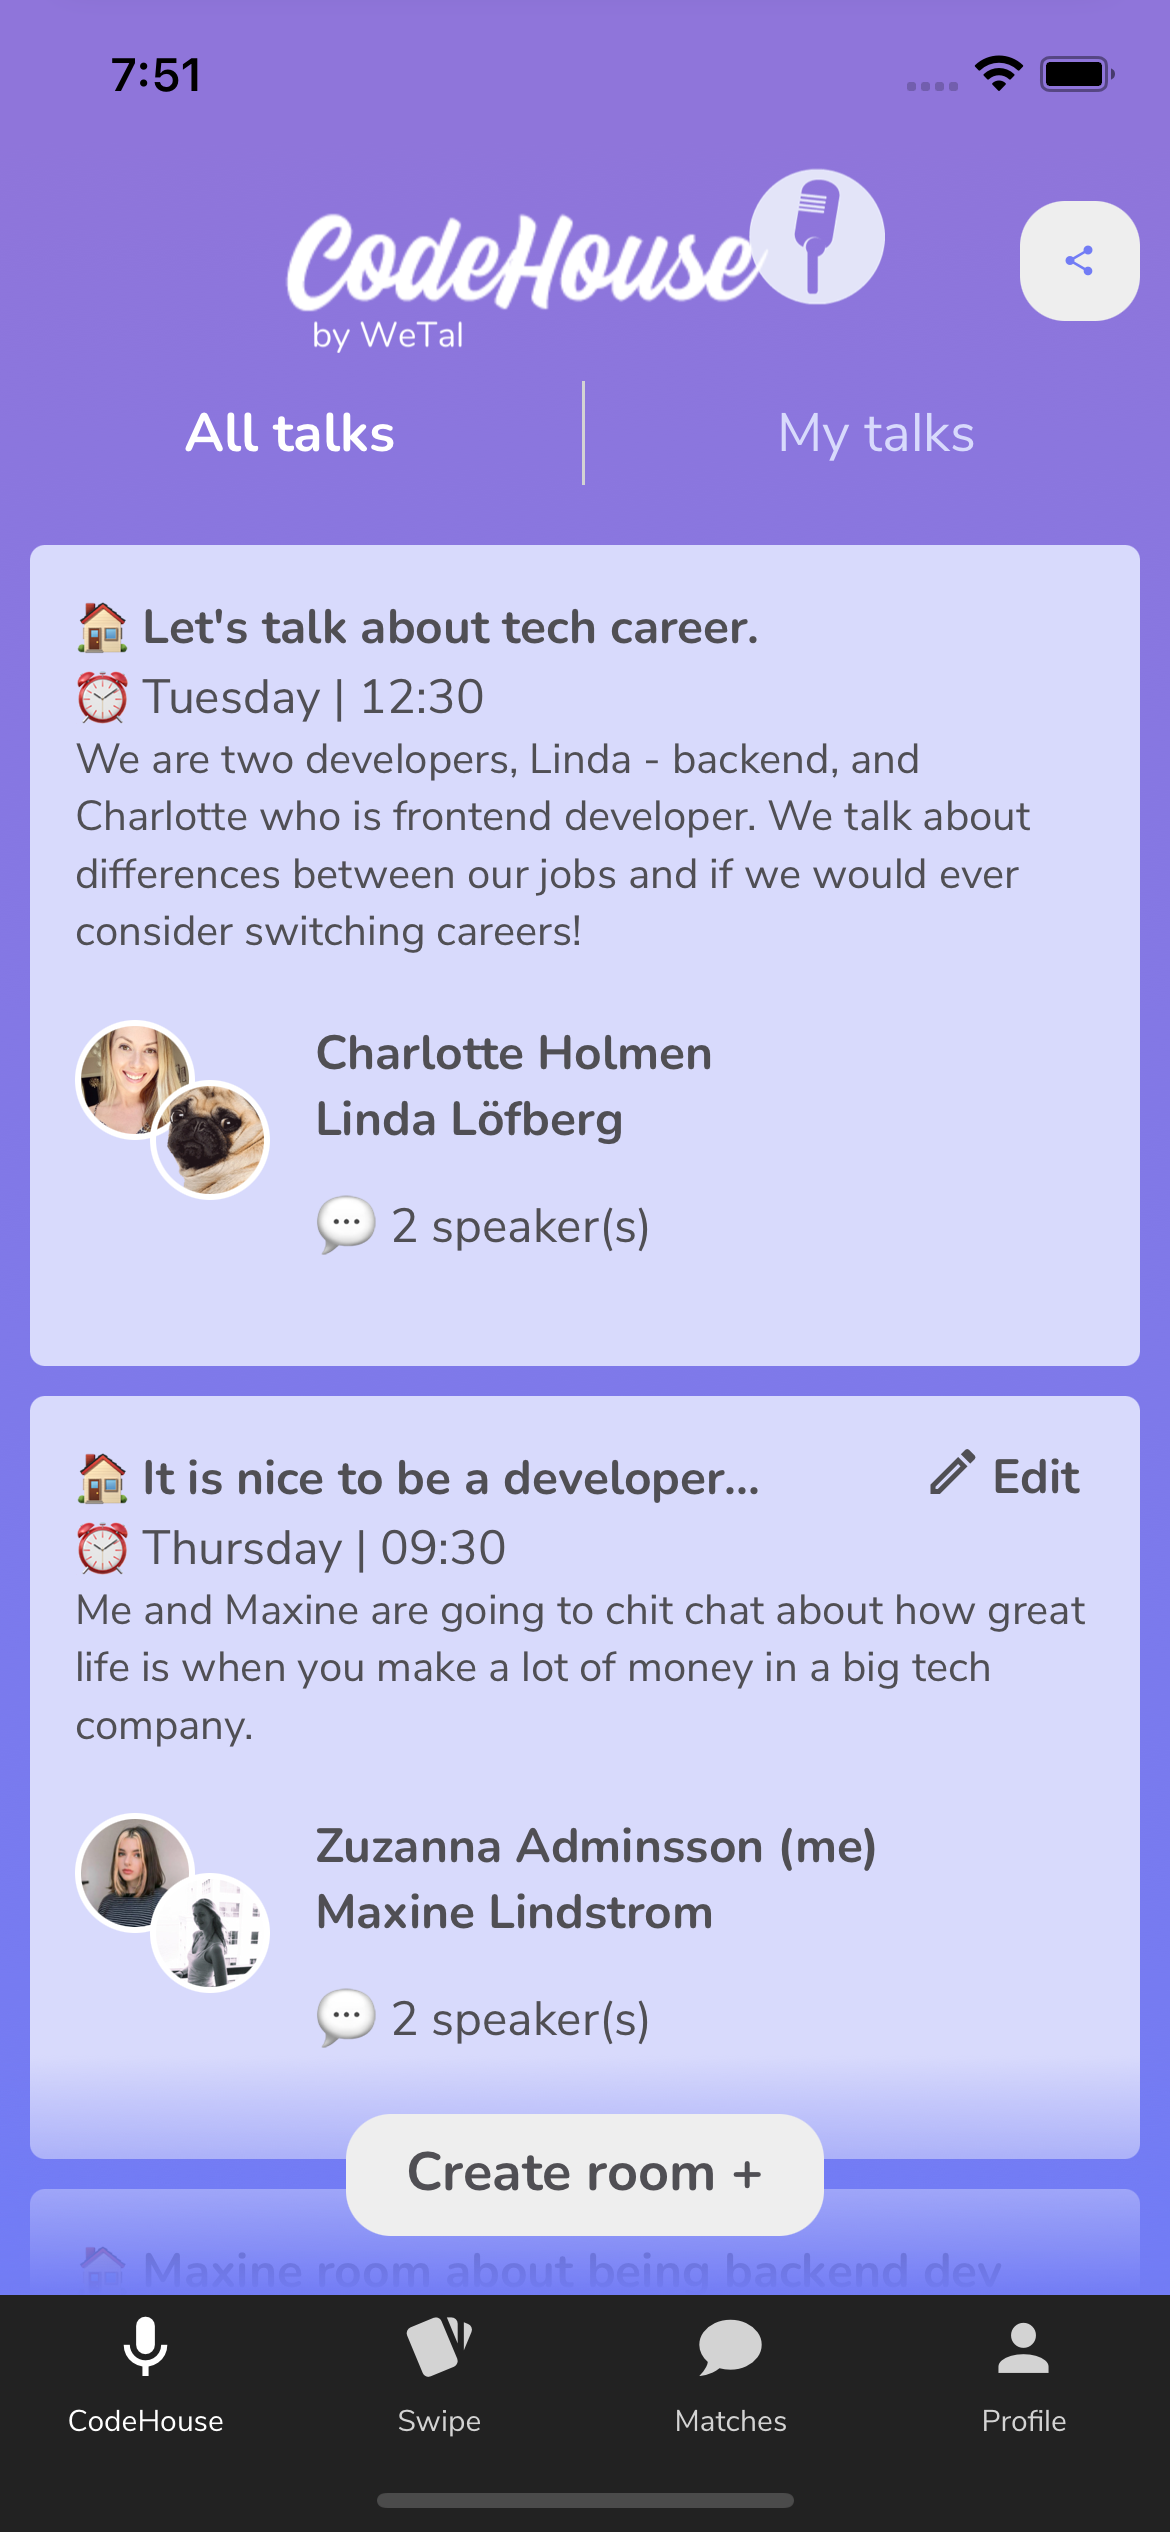 7:51
CodeHouse
by WeTal
All talks
My talks
🏠 Let's talk about tech career.
⏰ Tuesday | 12:30
We are two developers, Linda - backend, and
Charlotte who is frontend developer. We talk about
differences between our jobs and if we would ever
consider switching careers!
Charlotte Holmen
Linda Löfberg
💬 2 speaker(s)
🏠 It is nice to be a developer...
Edit
⏰ Thursday | 09:30
Me and Maxine are going to chit chat about how great
life is when you make a lot of money in a big tech
company.
Zuzanna Adminsson (me)
Maxine Lindstrom
💬 2 speaker(s)
Create room +
🏠 Maxine room about being backend dev
CodeHouse
Swipe
Matches
Profile